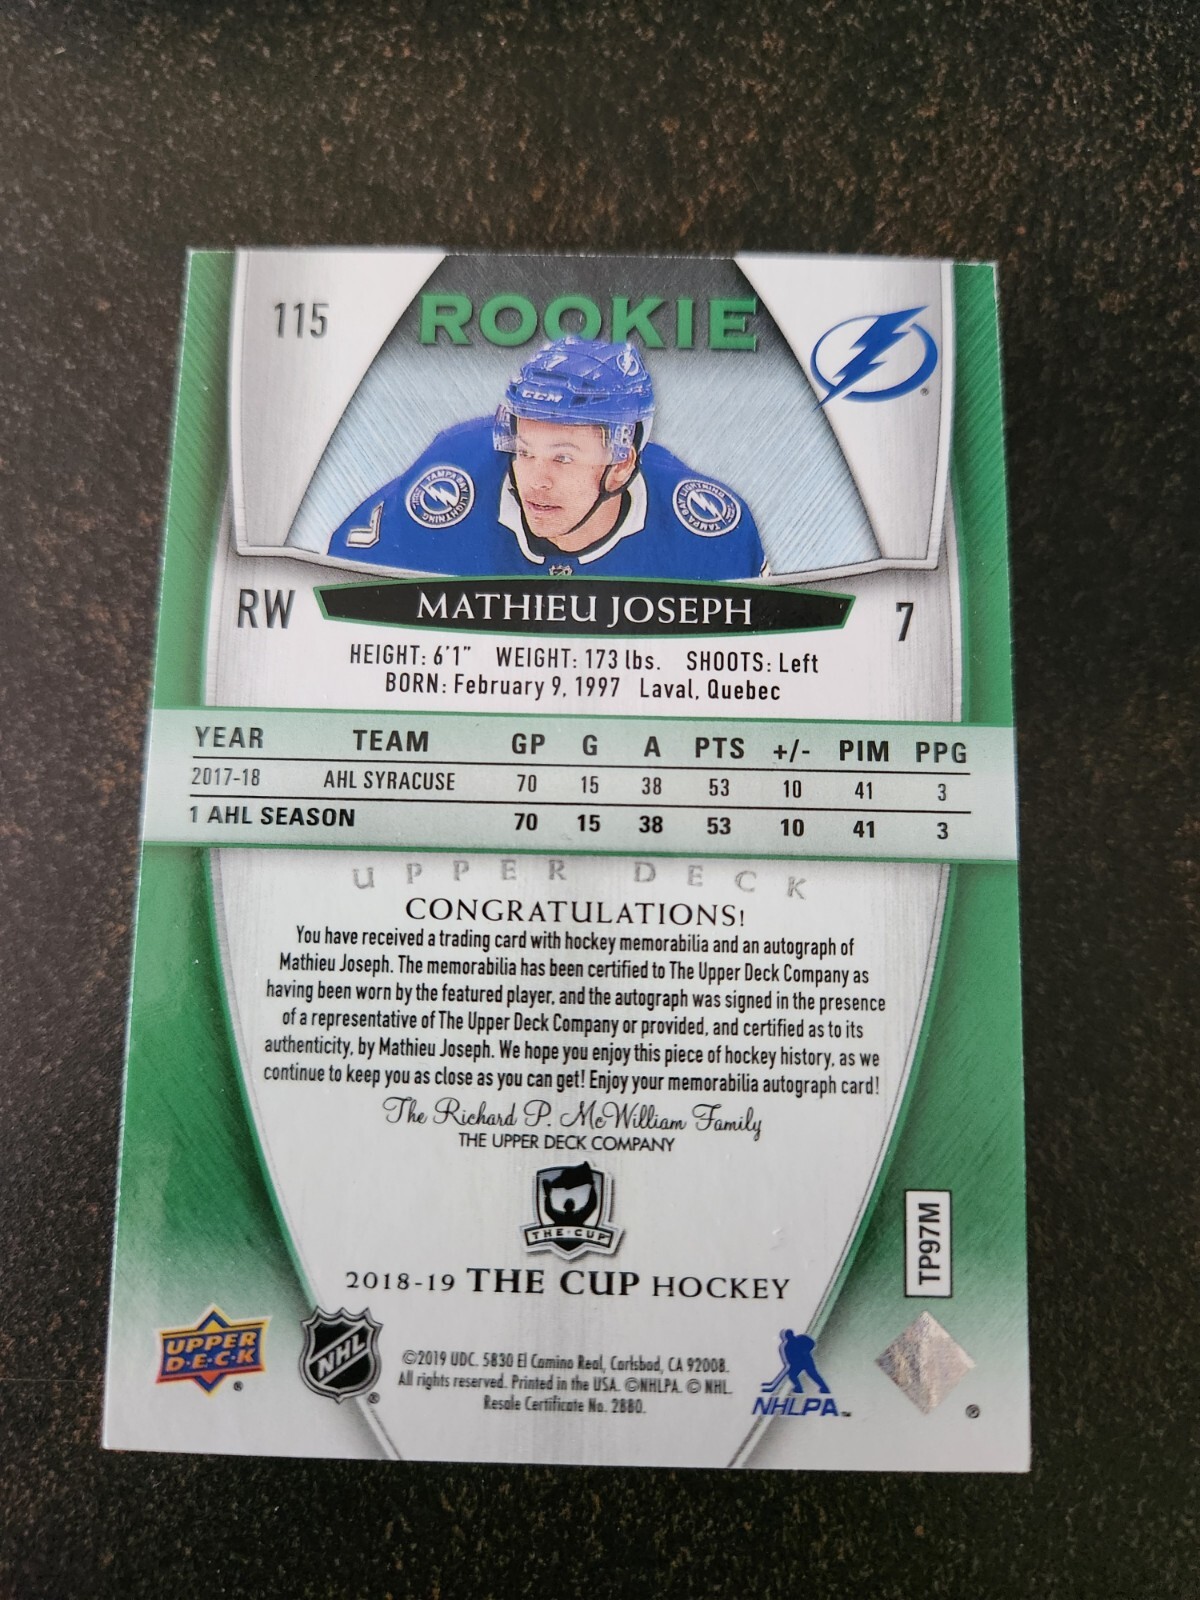 115
ROOKIE
CCM
7
TAMPA BAY LIGHTNING
TAMPA BAY LIGHTNING
RW
MATHIEU JOSEPH
7
HEIGHT: 6'1" WEIGHT: 173 lbs. SHOOTS: Left
BORN: February 9, 1997 Laval, Quebec
YEAR TEAM GP G A PTS +/- PIM PPG
2017-18 AHL SYRACUSE 70 15 38 53 10 41 3
1 AHL SEASON 70 15 38 53 10 41 3
UPPER DECK
CONGRATULATIONS!
You have received a trading card with hockey memorabilia and an autograph of
Mathieu Joseph. The memorabilia has been certified to The Upper Deck Company as
having been worn by the featured player, and the autograph was signed in the presence
of a representative of The Upper Deck Company or provided, and certified as to its
authenticity, by Mathieu Joseph. We hope you enjoy this piece of hockey history, as we
continue to keep you as close as you can get! Enjoy your memorabilia autograph card!
The Richard P. McWilliam Family
THE UPPER DECK COMPANY
THE CUP
2018-19 THE CUP HOCKEY
TP97M
UPPER
D·E·C·K
®
NHL
®
©2019 UDC. 5830 El Camino Real, Carlsbad, CA 92008.
All rights reserved. Printed in the USA. ©NHLPA. © NHL.
Resale Certificate No. 2880.
NHLPA™
®